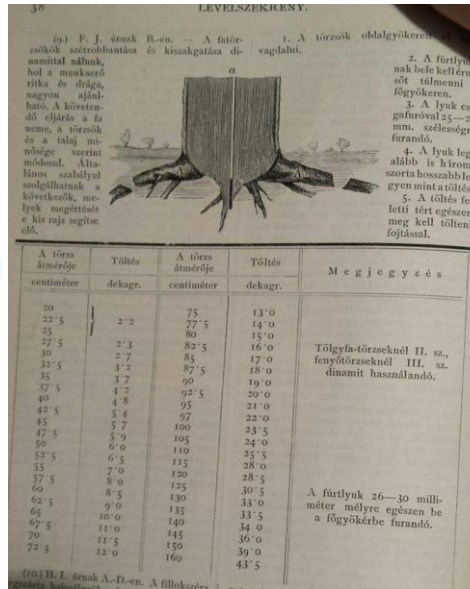 38
LEVELSZEKRÉNY.
(9.) F. J. úrnak B.-en. — A fatör-
zsökök szétrobbantása és kiszakgatása di-
namittal nálunk,
hol a munkaerő
ritka és drága,
nagyon ajánl-
ható. A követen-
dő eljárás a fa
neme, a törzsök
és a talaj mi-
nősége szerint
módosul. Álta-
lános szabályul
szolgálhatnak a
következők, me-
lyek megértését
e kis rajz segítse
elő.
a
1. A törzsök oldalgyökereit
vagdalni.
2. A fúrtlyu
nak bele kell érn
sőt túlmenni
főgyökeren.
3. A lyuk c
gafuróval 25—2
mm. szélesség
furandó.
4. A lyuk leg
alább is három
szorta hosszabb le
gyen mint a töltés
5. A töltés fe
letti tért egészer
meg kell tölteni
fojtással.
A törzs átmérője | Töltés | A törzs átmérője | Töltés | Megjegyzés
centiméter | dekagr. | centiméter | dekagr.
20 | 75 | 13·0
22·5 | 2·2 | 77·5 | 14·0
25 | 80 | 15·0
27·5 | 2·3 | 82·5 | 16·0
30 | 2·7 | 85 | 17·0
32·5 | 3·2 | 87·5 | 18·0
35 | 3·7 | 90 | 19·0
37·5 | 4·2 | 92·5 | 20·0
40 | 4·8 | 95 | 21·0
42·5 | 5·4 | 97 | 22·0
45 | 5·7 | 100 | 23·5
47·5 | 5·9 | 105 | 24·0
50 | 6·0 | 110 | 25·5
52·5 | 6·5 | 115 | 28·0
55 | 7·0 | 120 | 28·5
57·5 | 8·0 | 125 | 30·5
60 | 8·5 | 130 | 33·0
62·5 | 9·0 | 135 | 33·5
65 | 10·0 | 140 | 34·0
67·5 | 11·0 | 145 | 36·0
70 | 11·5 | 150 | 39·0
72·5 | 12·0 | 160 | 43·5
Tölgyfa-törzseknél II. sz.,
fenyőtörzseknél III. sz.
dinamit használandó.
A fúrtlyuk 26—30 milli-
méter mélyre egészen be
a főgyökérbe furandó.
(10.) H. I. úrnak A.-D.-en. A fillokszéra